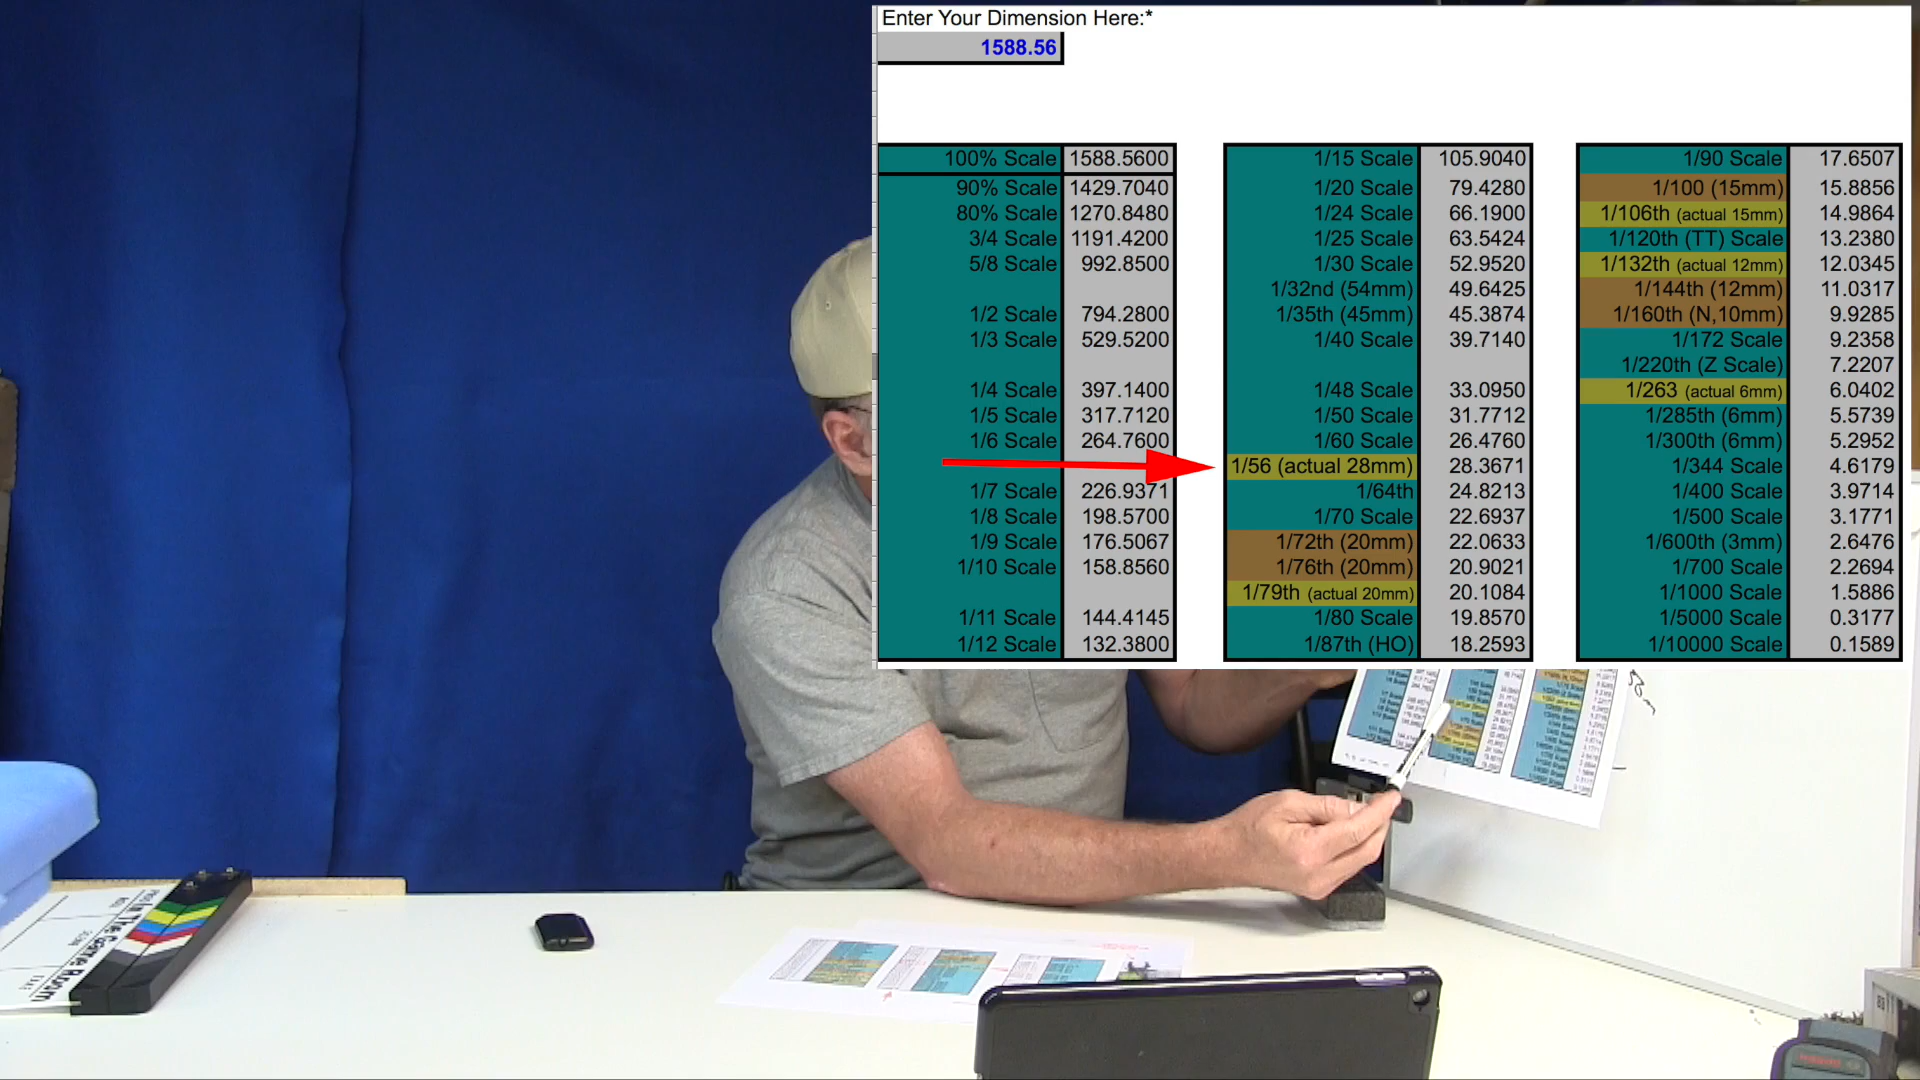 Enter Your Dimension Here:*
1588.56
100% Scale 1588.5600
90% Scale 1429.7040
80% Scale 1270.8480
3/4 Scale 1191.4200
5/8 Scale 992.8500
1/2 Scale 794.2800
1/3 Scale 529.5200
1/4 Scale 397.1400
1/5 Scale 317.7120
1/6 Scale 264.7600
1/7 Scale 226.9371
1/8 Scale 198.5700
1/9 Scale 176.5067
1/10 Scale 158.8560
1/11 Scale 144.4145
1/12 Scale 132.3800
1/15 Scale 105.9040
1/20 Scale 79.4280
1/24 Scale 66.1900
1/25 Scale 63.5424
1/30 Scale 52.9520
1/32nd (54mm) 49.6425
1/35th (45mm) 45.3874
1/40 Scale 39.7140
1/48 Scale 33.0950
1/50 Scale 31.7712
1/60 Scale 26.4760
1/56 (actual 28mm) 28.3671
1/64th 24.8213
1/70 Scale 22.6937
1/72th (20mm) 22.0633
1/76th (20mm) 20.9021
1/79th (actual 20mm) 20.1084
1/80 Scale 19.8570
1/87th (HO) 18.2593
1/90 Scale 17.6507
1/100 (15mm) 15.8856
1/106th (actual 15mm) 14.9864
1/120th (TT) Scale 13.2380
1/132th (actual 12mm) 12.0345
1/144th (12mm) 11.0317
1/160th (N,10mm) 9.9285
1/172 Scale 9.2358
1/220th (Z Scale) 7.2207
1/263 (actual 6mm) 6.0402
1/285th (6mm) 5.5739
1/300th (6mm) 5.2952
1/344 Scale 4.6179
1/400 Scale 3.9714
1/500 Scale 3.1771
1/600th (3mm) 2.6476
1/700 Scale 2.2694
1/1000 Scale 1.5886
1/5000 Scale 0.3177
1/10000 Scale 0.1589
In The Game Room